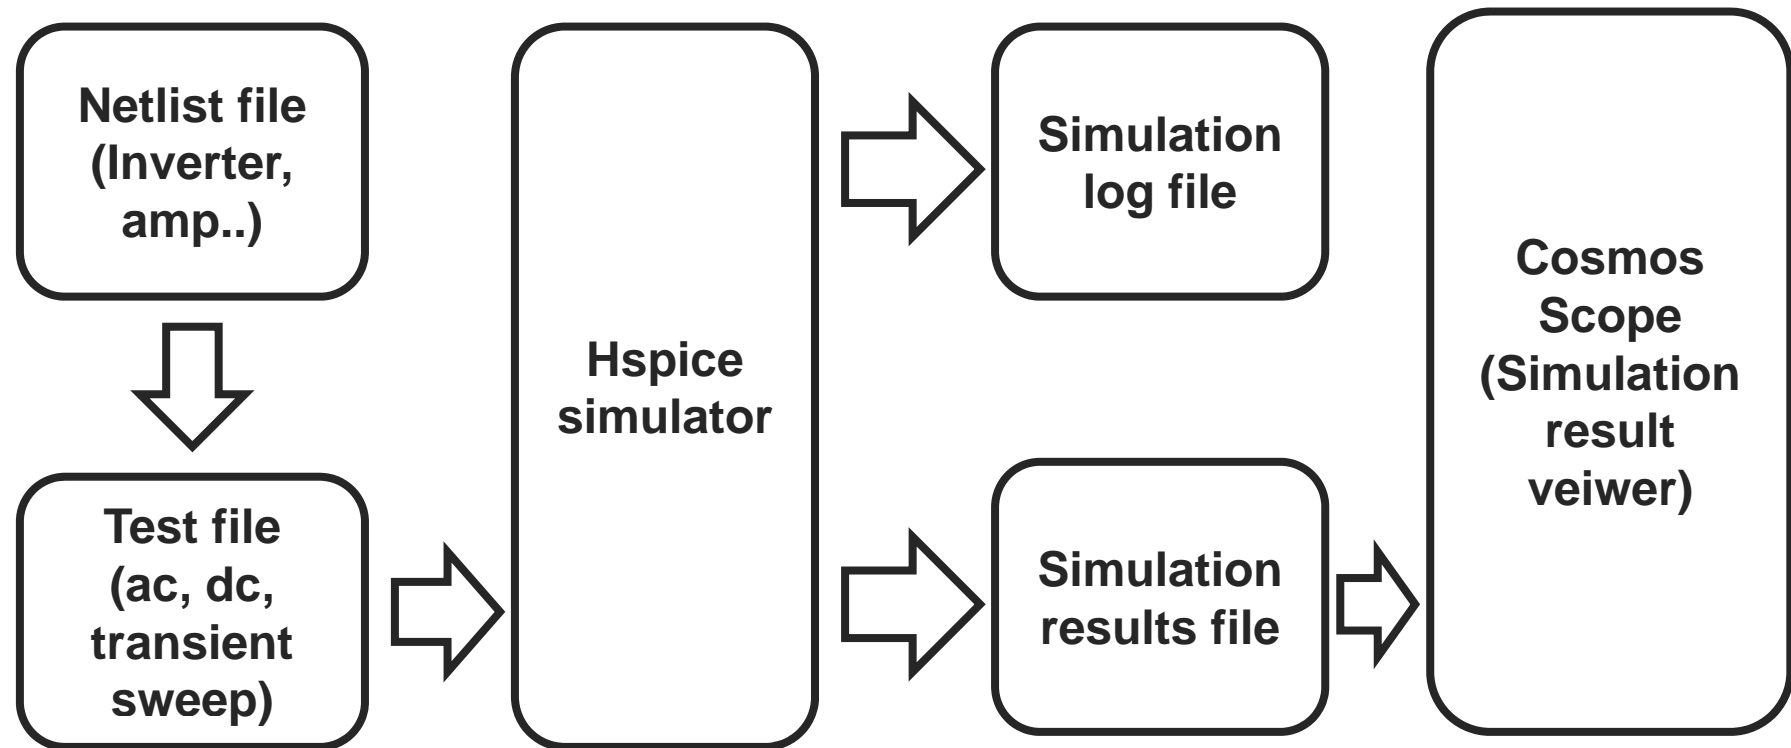 Netlist file
(Inverter,
amp..)
Test file
(ac, dc,
transient
sweep)
Hspice
simulator
Simulation
log file
Simulation
results file
Cosmos
Scope
(Simulation
result
veiwer)